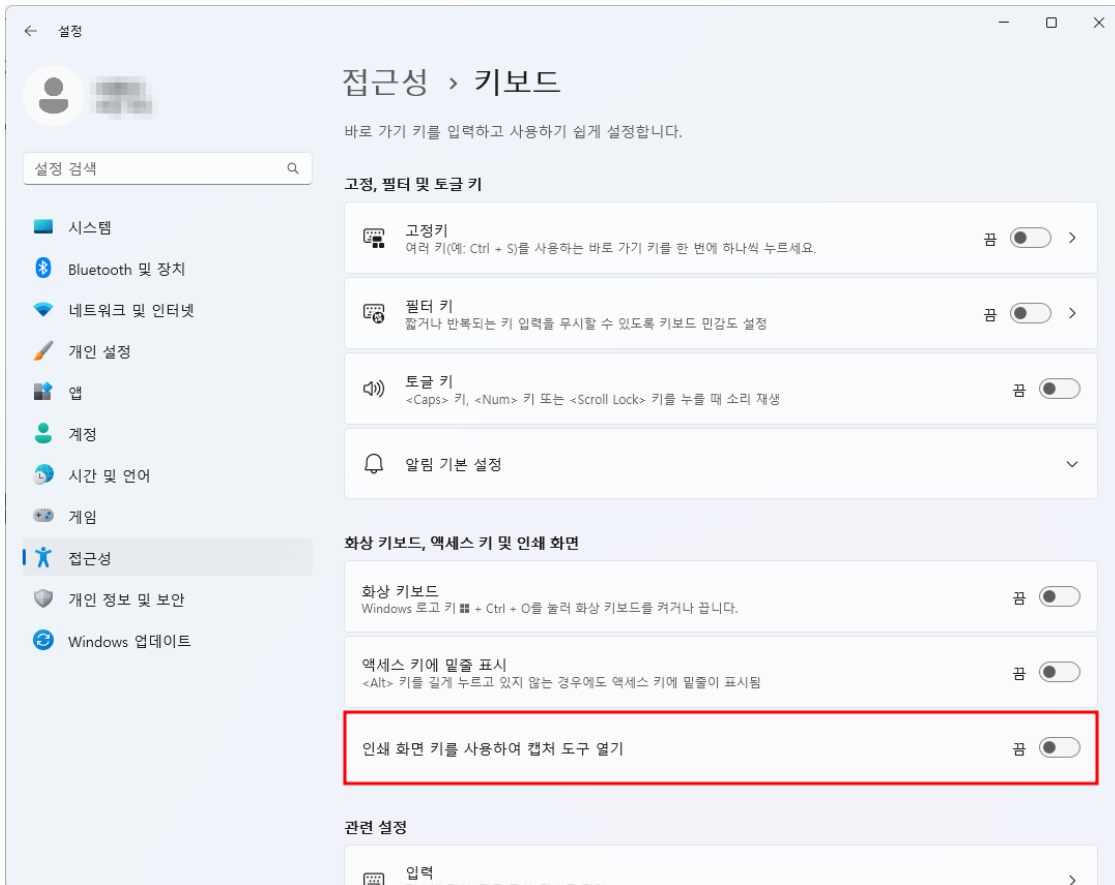 설정
접근성 › 키보드
바로 가기 키를 입력하고 사용하기 쉽게 설정합니다.
설정 검색
시스템
Bluetooth 및 장치
네트워크 및 인터넷
개인 설정
앱
계정
시간 및 언어
게임
접근성
개인 정보 및 보안
Windows 업데이트
고정, 필터 및 토글 키
고정키
여러 키(예: Ctrl + S)를 사용하는 바로 가기 키를 한 번에 하나씩 누르세요.
끔
필터 키
짧거나 반복되는 키 입력을 무시할 수 있도록 키보드 민감도 설정
끔
토글 키
<Caps> 키, <Num> 키 또는 <Scroll Lock> 키를 누를 때 소리 재생
끔
알림 기본 설정
화상 키보드, 액세스 키 및 인쇄 화면
화상 키보드
Windows 로고 키 + Ctrl + O를 눌러 화상 키보드를 켜거나 끕니다.
끔
액세스 키에 밑줄 표시
<Alt> 키를 길게 누르고 있지 않는 경우에도 액세스 키에 밑줄이 표시됨
끔
인쇄 화면 키를 사용하여 캡처 도구 열기
끔
관련 설정
입력